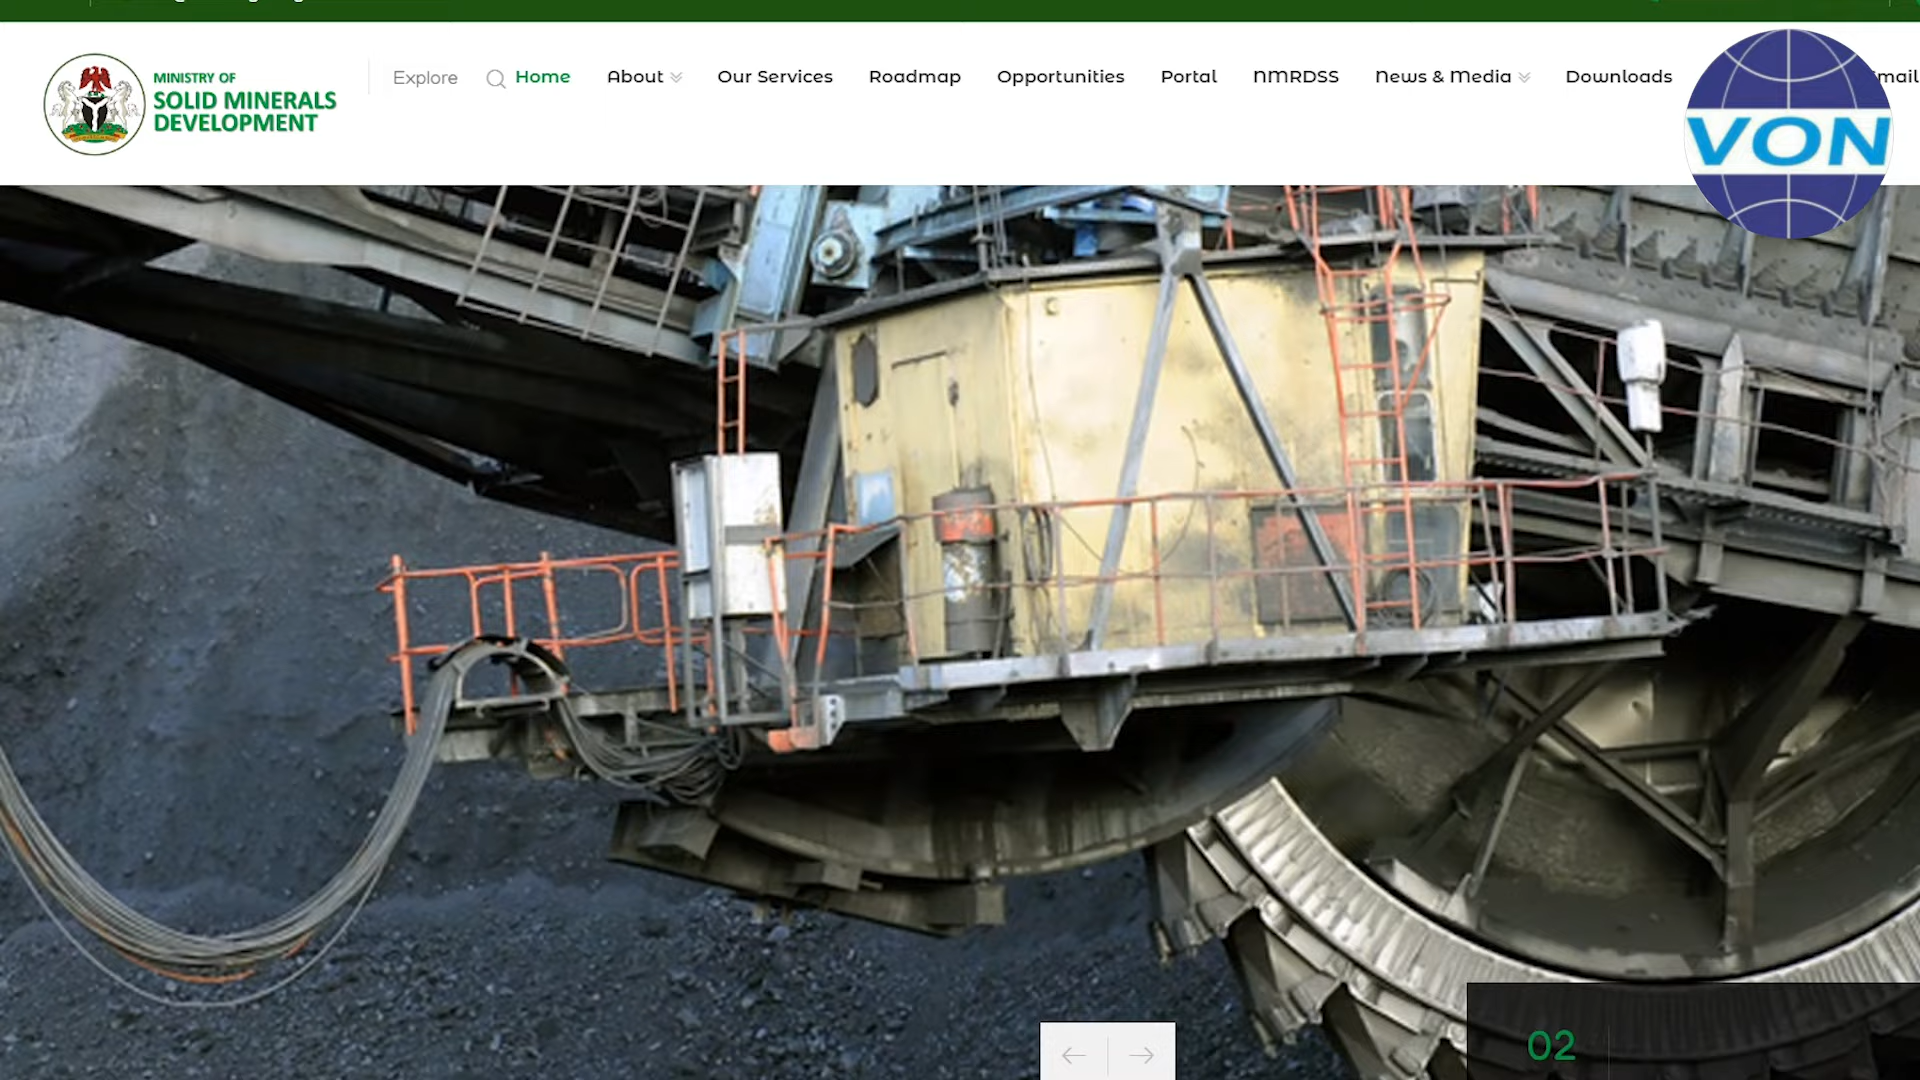 MINISTRY OF
SOLID MINERALS
DEVELOPMENT
Explore
Home
About
Our Services
Roadmap
Opportunities
Portal
NMRDSS
News & Media
Downloads
mail
VON
02